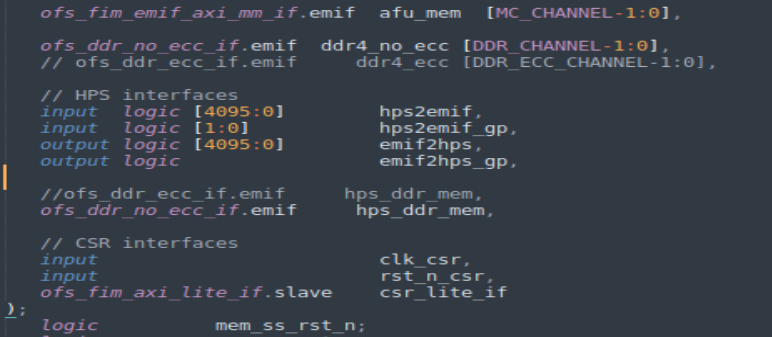 ofs_fim_emif_axi_mm_if.emif  afu_mem  [MC_CHANNEL-1:0],
ofs_ddr_no_ecc_if.emif  ddr4_no_ecc [DDR_CHANNEL-1:0],
// ofs_ddr_ecc_if.emif    ddr4_ecc [DDR_ECC_CHANNEL-1:0],
// HPS interfaces
input  logic [4095:0]        hps2emif,
input  logic [1:0]           hps2emif_gp,
output logic [4095:0]        emif2hps,
output logic                 emif2hps_gp,
//ofs_ddr_ecc_if.emif      hps_ddr_mem,
ofs_ddr_no_ecc_if.emif     hps_ddr_mem,
// CSR interfaces
input                        clk_csr,
input                        rst_n_csr,
ofs_fim_axi_lite_if.slave    csr_lite_if
);
logic          mem_ss_rst_n;